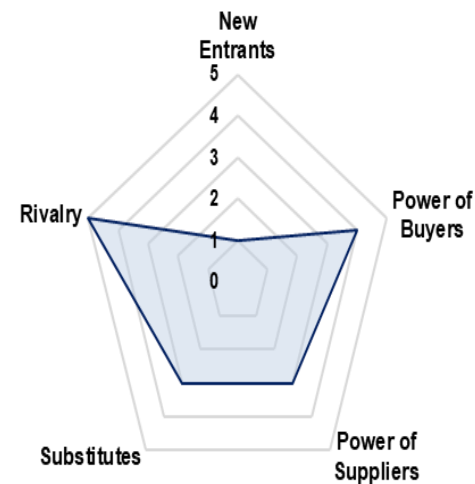 New
Entrants
5
4
3
2
1
0
Power of
Buyers
Power of
Suppliers
Substitutes
Rivalry